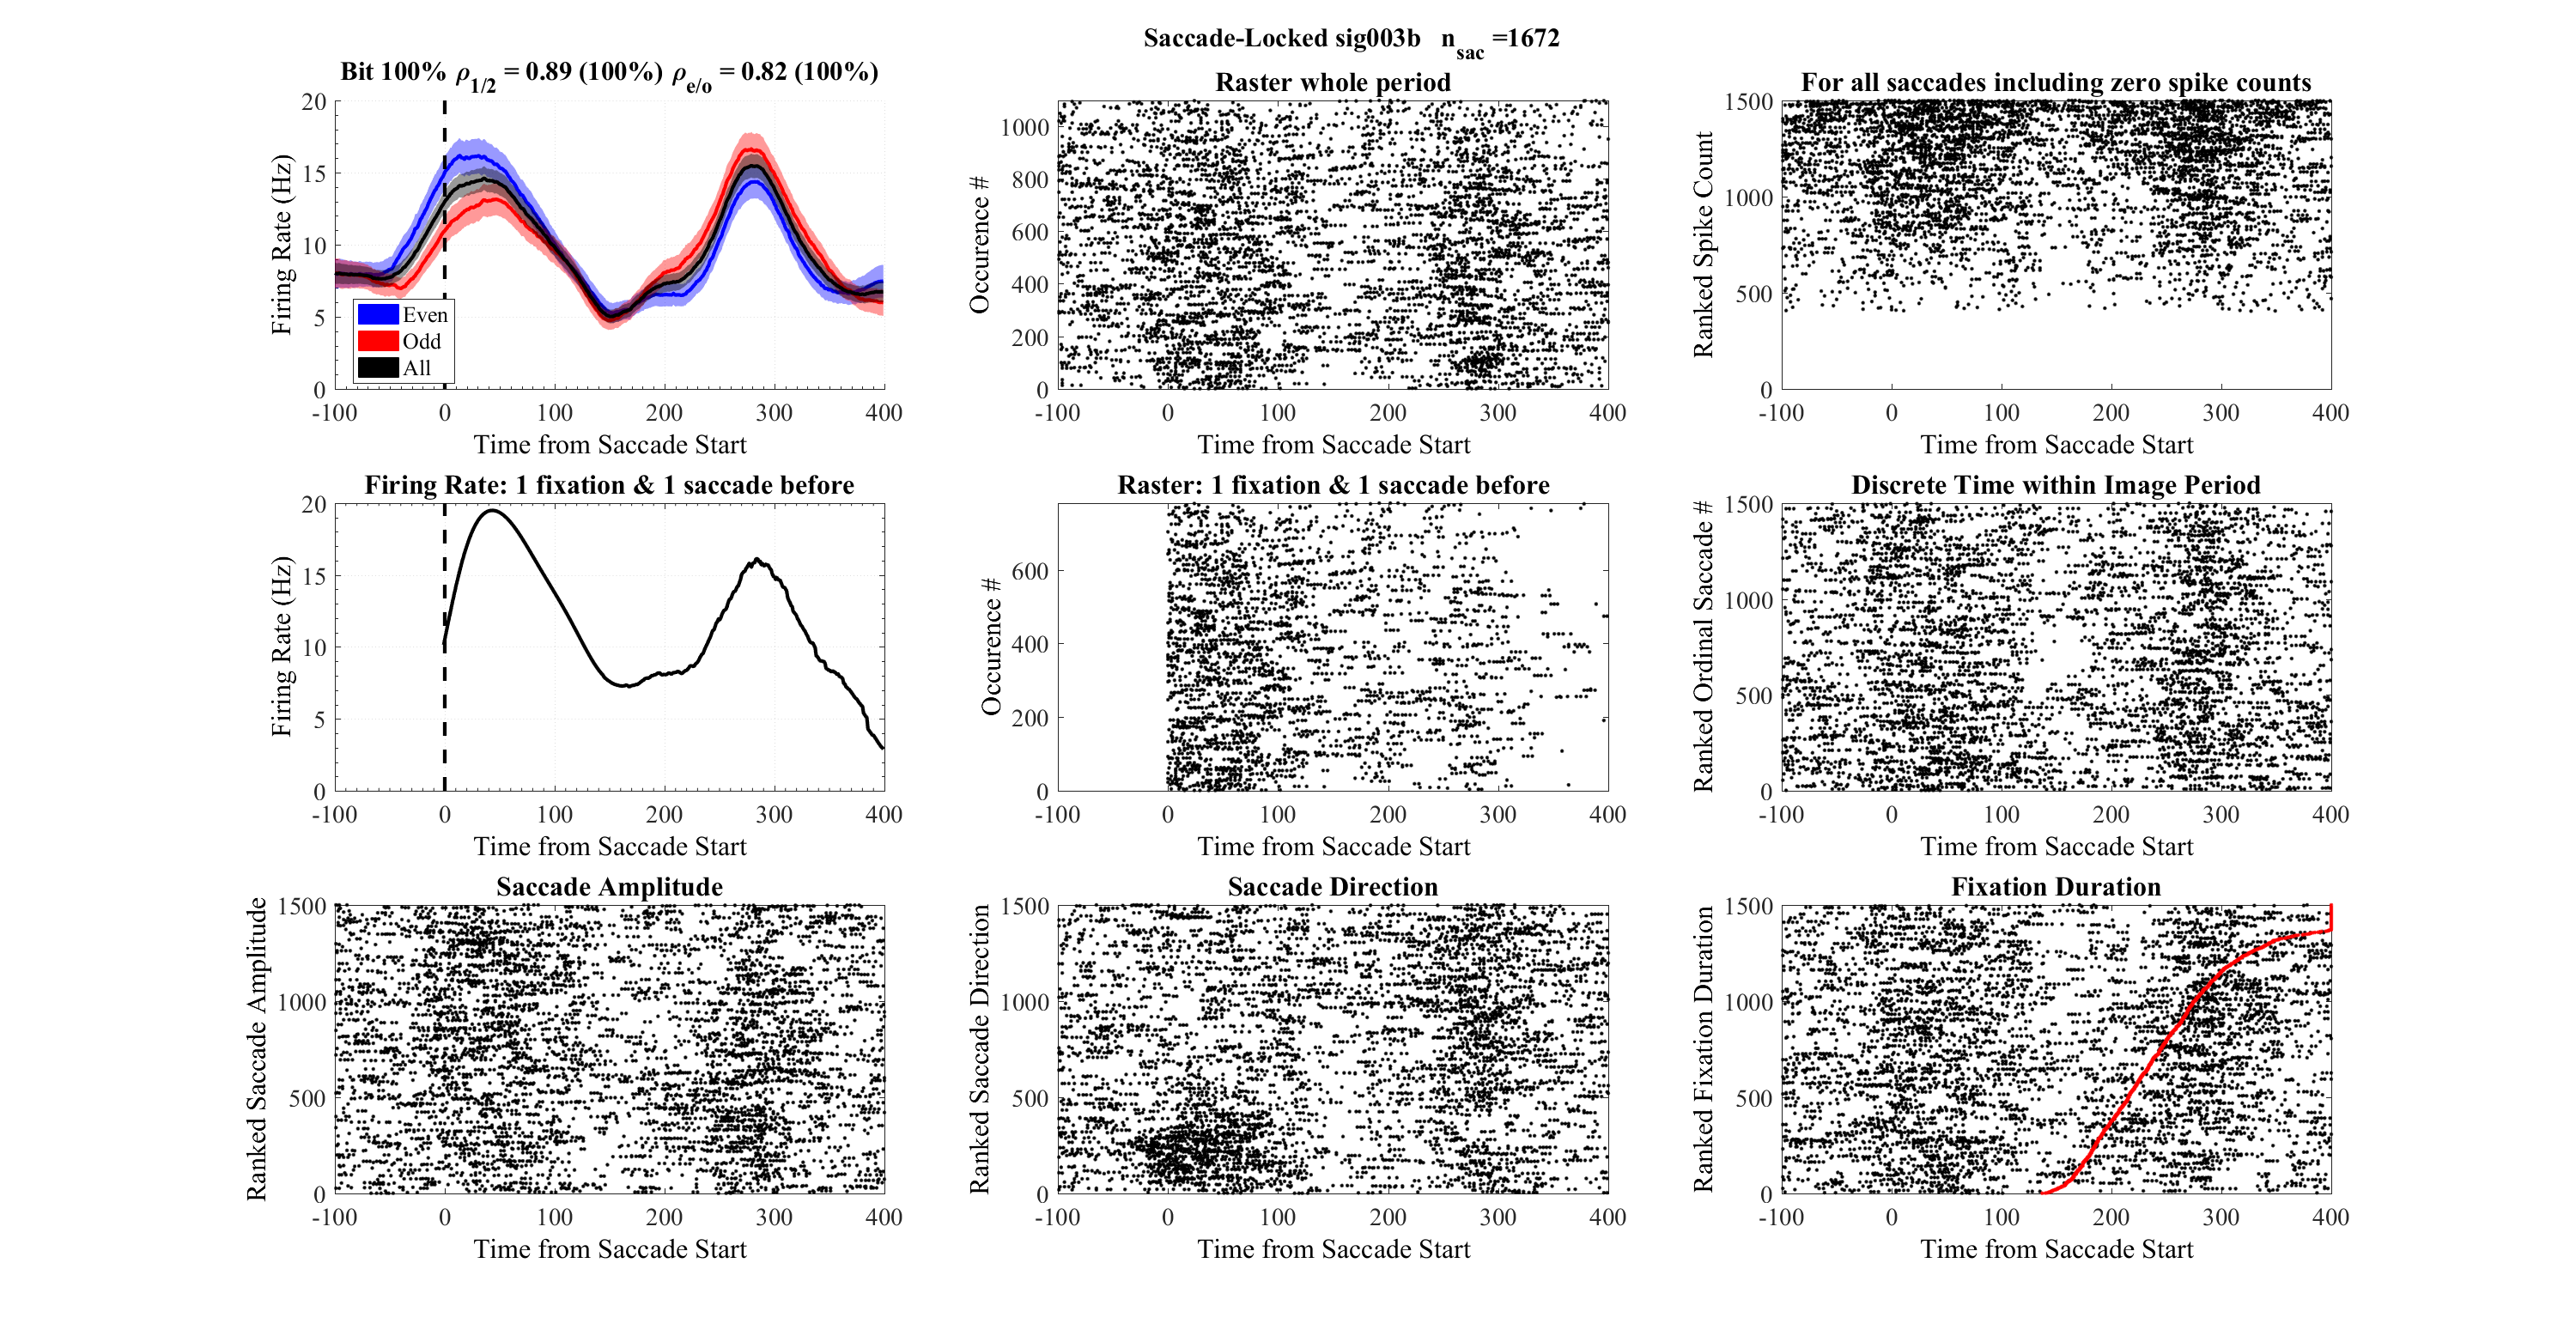 Saccade-Locked sig003b n_sac =1672
Bit 100% ρ_1/2 = 0.89 (100%) ρ_e/o = 0.82 (100%)
Firing Rate (Hz)
20
15
10
5
0
Even
Odd
All
-100 0 100 200 300 400
Time from Saccade Start
Raster whole period
Occurence #
1000
800
600
400
200
0
-100 0 100 200 300 400
Time from Saccade Start
For all saccades including zero spike counts
Ranked Spike Count
1500
1000
500
0
-100 0 100 200 300 400
Time from Saccade Start
Firing Rate: 1 fixation & 1 saccade before
Firing Rate (Hz)
20
15
10
5
0
-100 0 100 200 300 400
Time from Saccade Start
Raster: 1 fixation & 1 saccade before
Occurence #
600
400
200
0
-100 0 100 200 300 400
Time from Saccade Start
Discrete Time within Image Period
Ranked Ordinal Saccade #
1500
1000
500
0
-100 0 100 200 300 400
Time from Saccade Start
Saccade Amplitude
Ranked Saccade Amplitude
1500
1000
500
0
-100 0 100 200 300 400
Time from Saccade Start
Saccade Direction
Ranked Saccade Direction
1500
1000
500
0
-100 0 100 200 300 400
Time from Saccade Start
Fixation Duration
Ranked Fixation Duration
1500
1000
500
0
-100 0 100 200 300 400
Time from Saccade Start